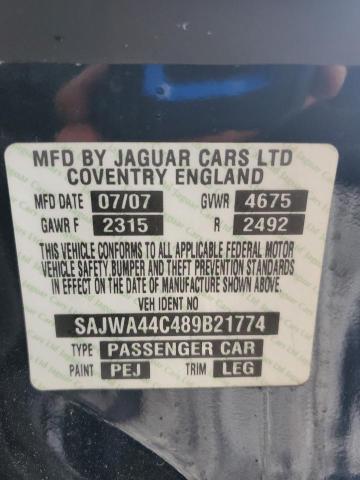 MFD BY JAGUAR CARS LTD
COVENTRY ENGLAND
MFD DATE 07/07 GVWR 4675
GAWR F 2315 R 2492
THIS VEHICLE CONFORMS TO ALL APPLICABLE FEDERAL MOTOR
VEHICLE SAFETY, BUMPER AND THEFT PREVENTION STANDARDS
IN EFFECT ON THE DATE OF MANUFACTURE SHOWN ABOVE.
VEH IDENT NO
SAJWA44C489B21774
TYPE PASSENGER CAR
PAINT PEJ TRIM LEG